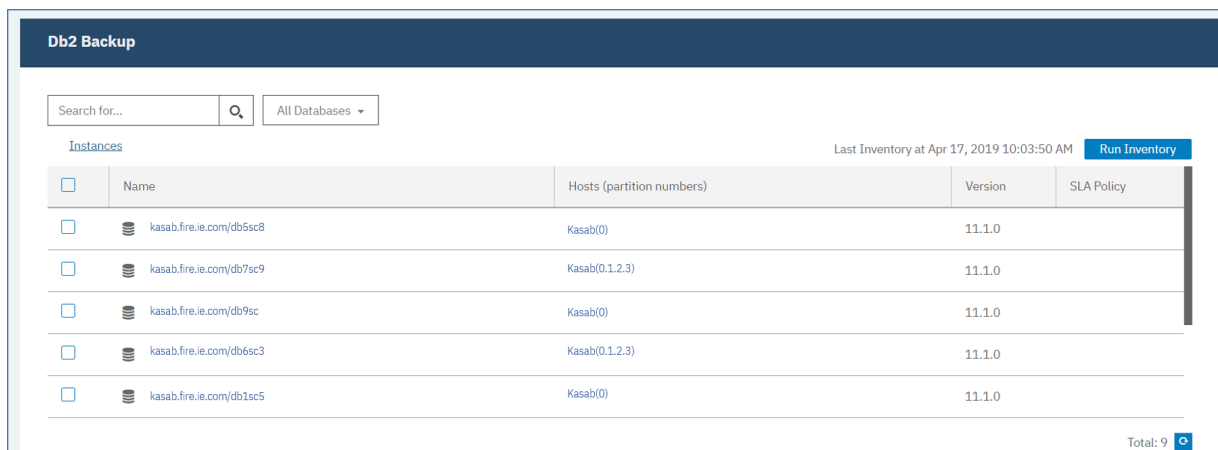 Db2 Backup
Search for... All Databases
Instances Last Inventory at Apr 17, 2019 10:03:50 AM Run Inventory
Name Hosts (partition numbers) Version SLA Policy
kasab.fire.ie.com/db5sc8 Kasab(0) 11.1.0
kasab.fire.ie.com/db7sc9 Kasab(0.1.2.3) 11.1.0
kasab.fire.ie.com/db9sc Kasab(0) 11.1.0
kasab.fire.ie.com/db6sc3 Kasab(0.1.2.3) 11.1.0
kasab.fire.ie.com/db1sc5 Kasab(0) 11.1.0
Total: 9